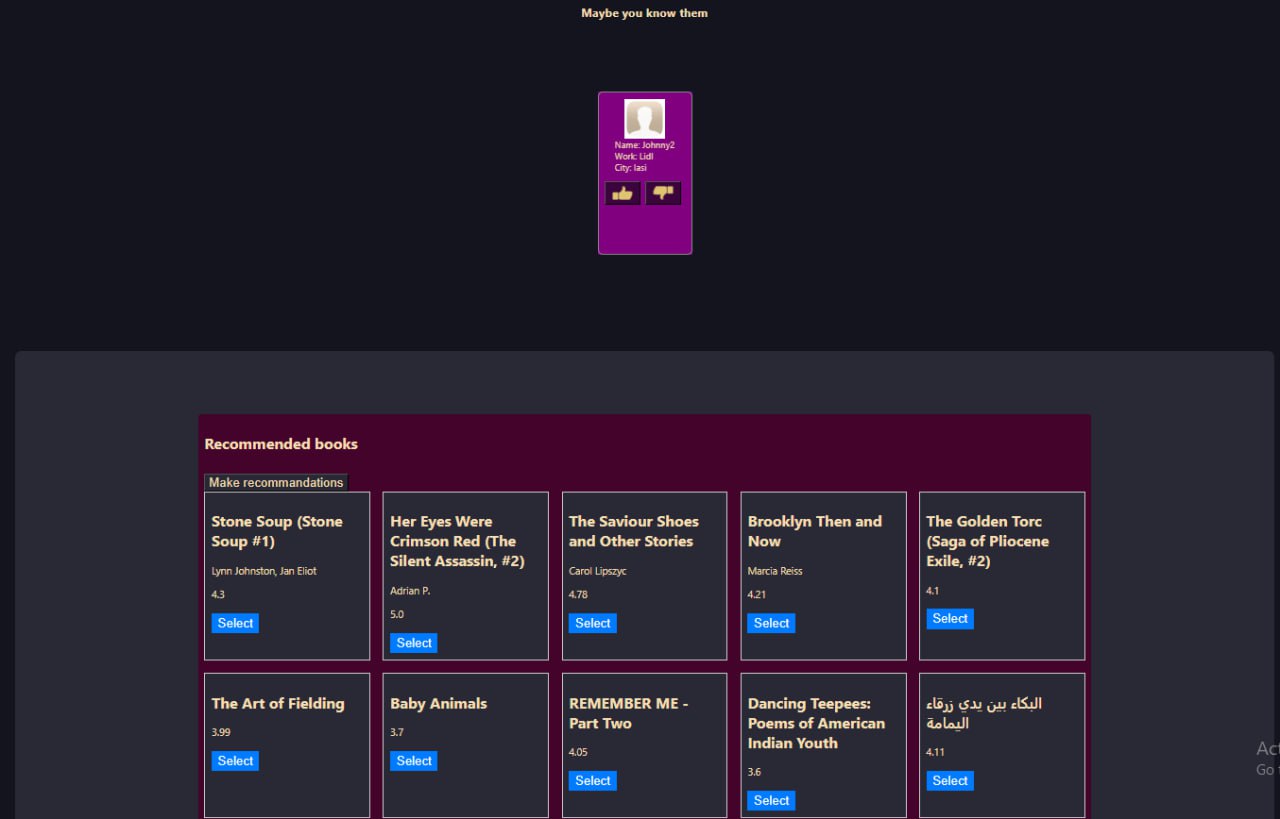 Maybe you know them
Name: Johnny2
Work: Lidl
City: Iasi
Recommended books
Make recommandations
Stone Soup (Stone
Soup #1)
Lynn Johnston, Jan Eliot
4.3
Select
Her Eyes Were
Crimson Red (The
Silent Assassin, #2)
Adrian P.
5.0
Select
The Saviour Shoes
and Other Stories
Carol Lipszyc
4.78
Select
Brooklyn Then and
Now
Marcia Reiss
4.21
Select
The Golden Torc
(Saga of Pliocene
Exile, #2)
4.1
Select
The Art of Fielding
3.99
Select
Baby Animals
3.7
Select
REMEMBER ME -
Part Two
4.05
Select
Dancing Teepees:
Poems of American
Indian Youth
3.6
Select
البكاء بين يدي زرقاء
اليمامة
4.11
Select
Go